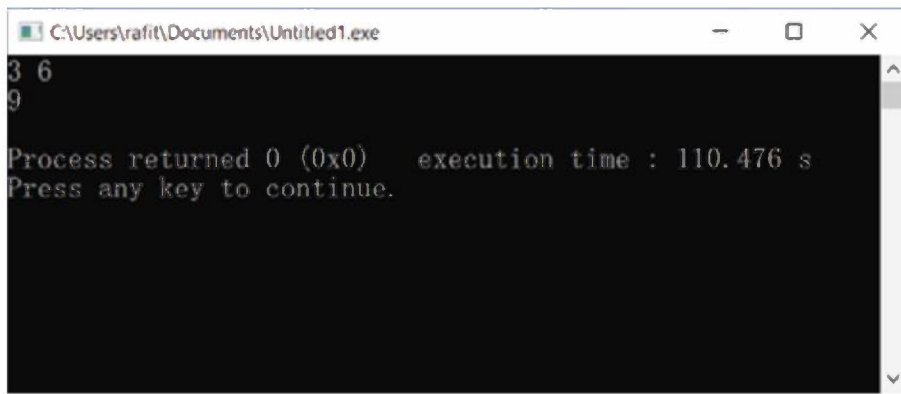 C:\Users\rafit\Documents\Untitled1.exe
3 6
9
Process returned 0 (0x0) execution time : 110.476 s
Press any key to continue.